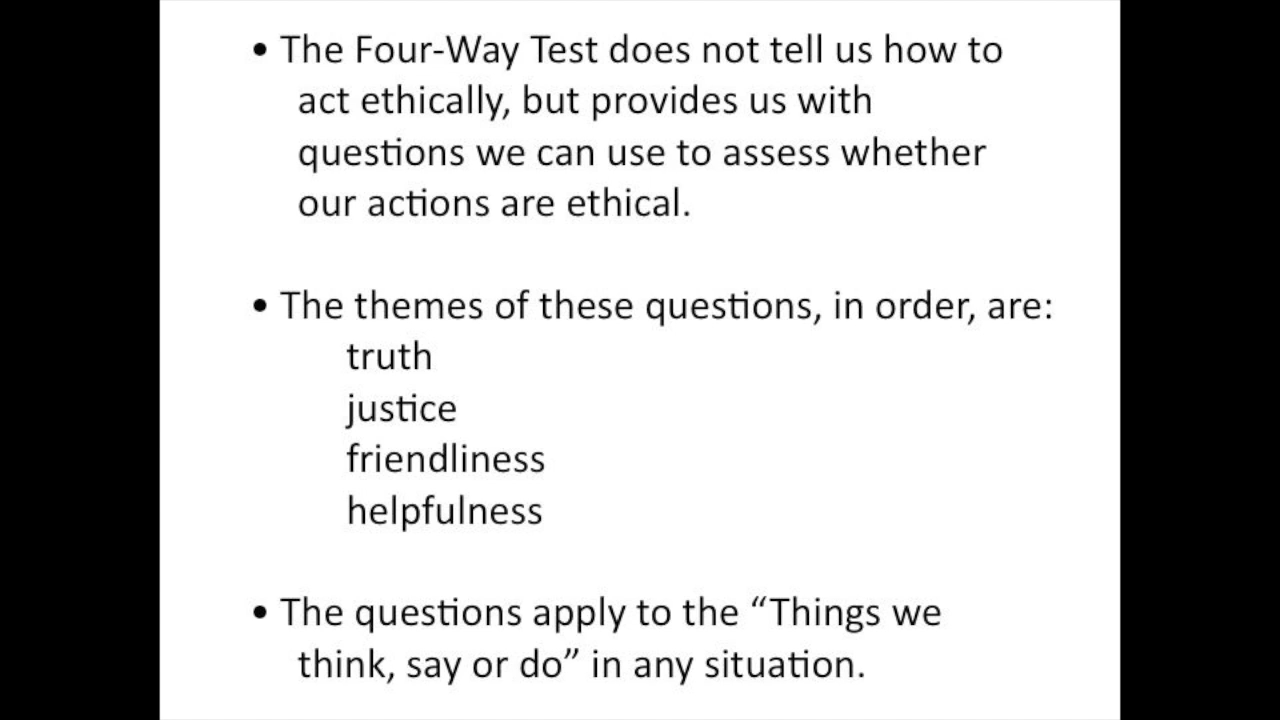 • The Four-Way Test does not tell us how to
act ethically, but provides us with
questions we can use to assess whether
our actions are ethical.
• The themes of these questions, in order, are:
truth
justice
friendliness
helpfulness
• The questions apply to the “Things we
think, say or do” in any situation.